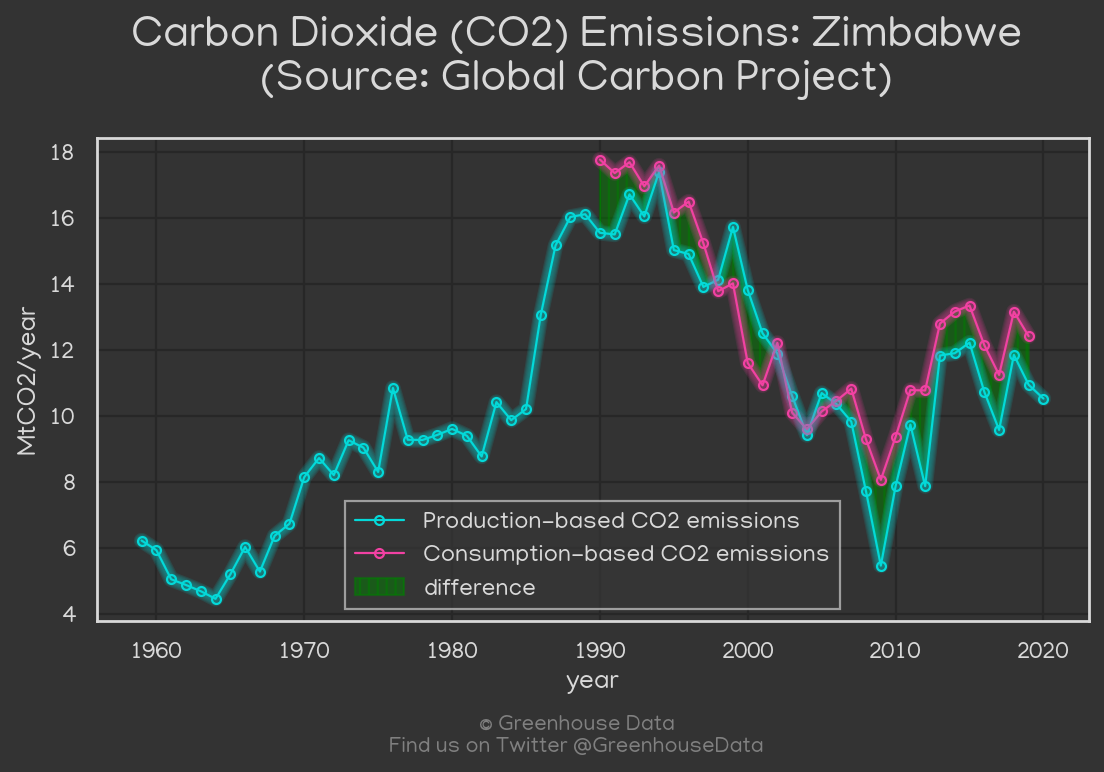 Carbon Dioxide (CO2) Emissions: Zimbabwe
(Source: Global Carbon Project)
18
16
14
12
10
8
6
4
MtCO2/year
Production-based CO2 emissions
Consumption-based CO2 emissions
difference
1960 1970 1980 1990 2000 2010 2020
year
© Greenhouse Data
Find us on Twitter @GreenhouseData